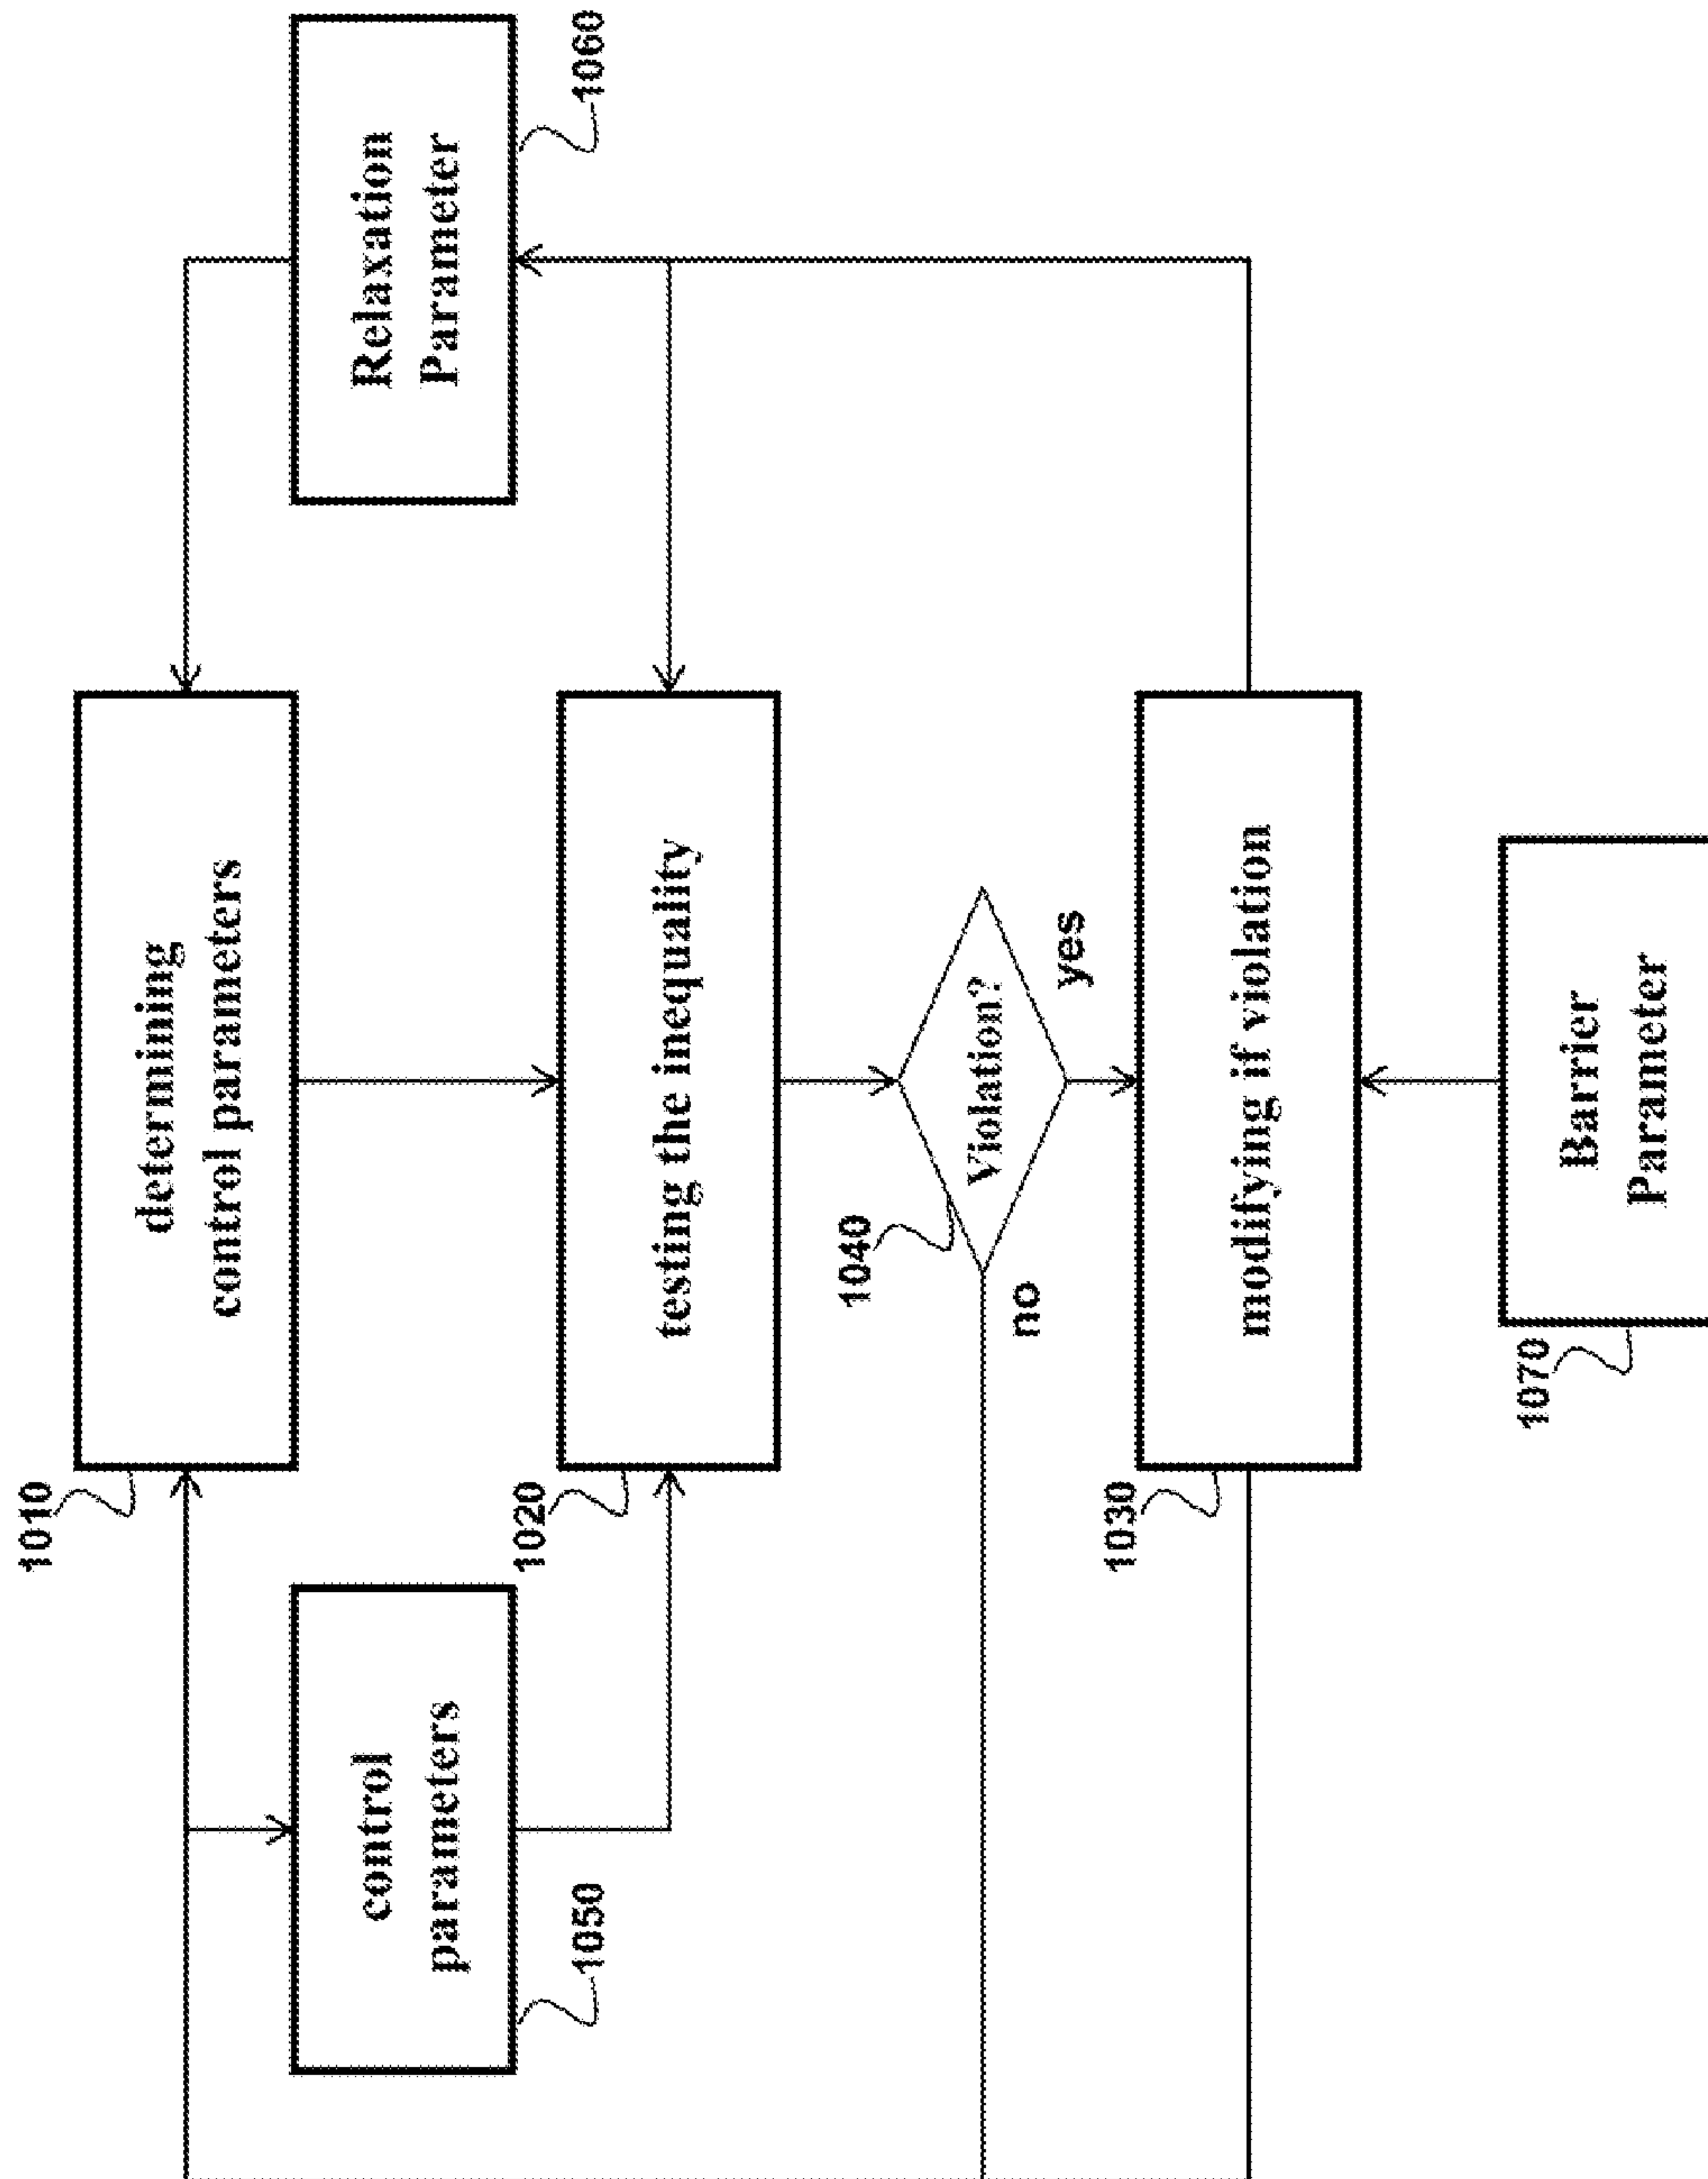 1010
determining
control parameters
control
parameters
1050
Relaxation
Parameter
1060
1020
testing the inequality
1040
Violation?
no
yes
1030
modifying if violation
1070
Barrier
Parameter